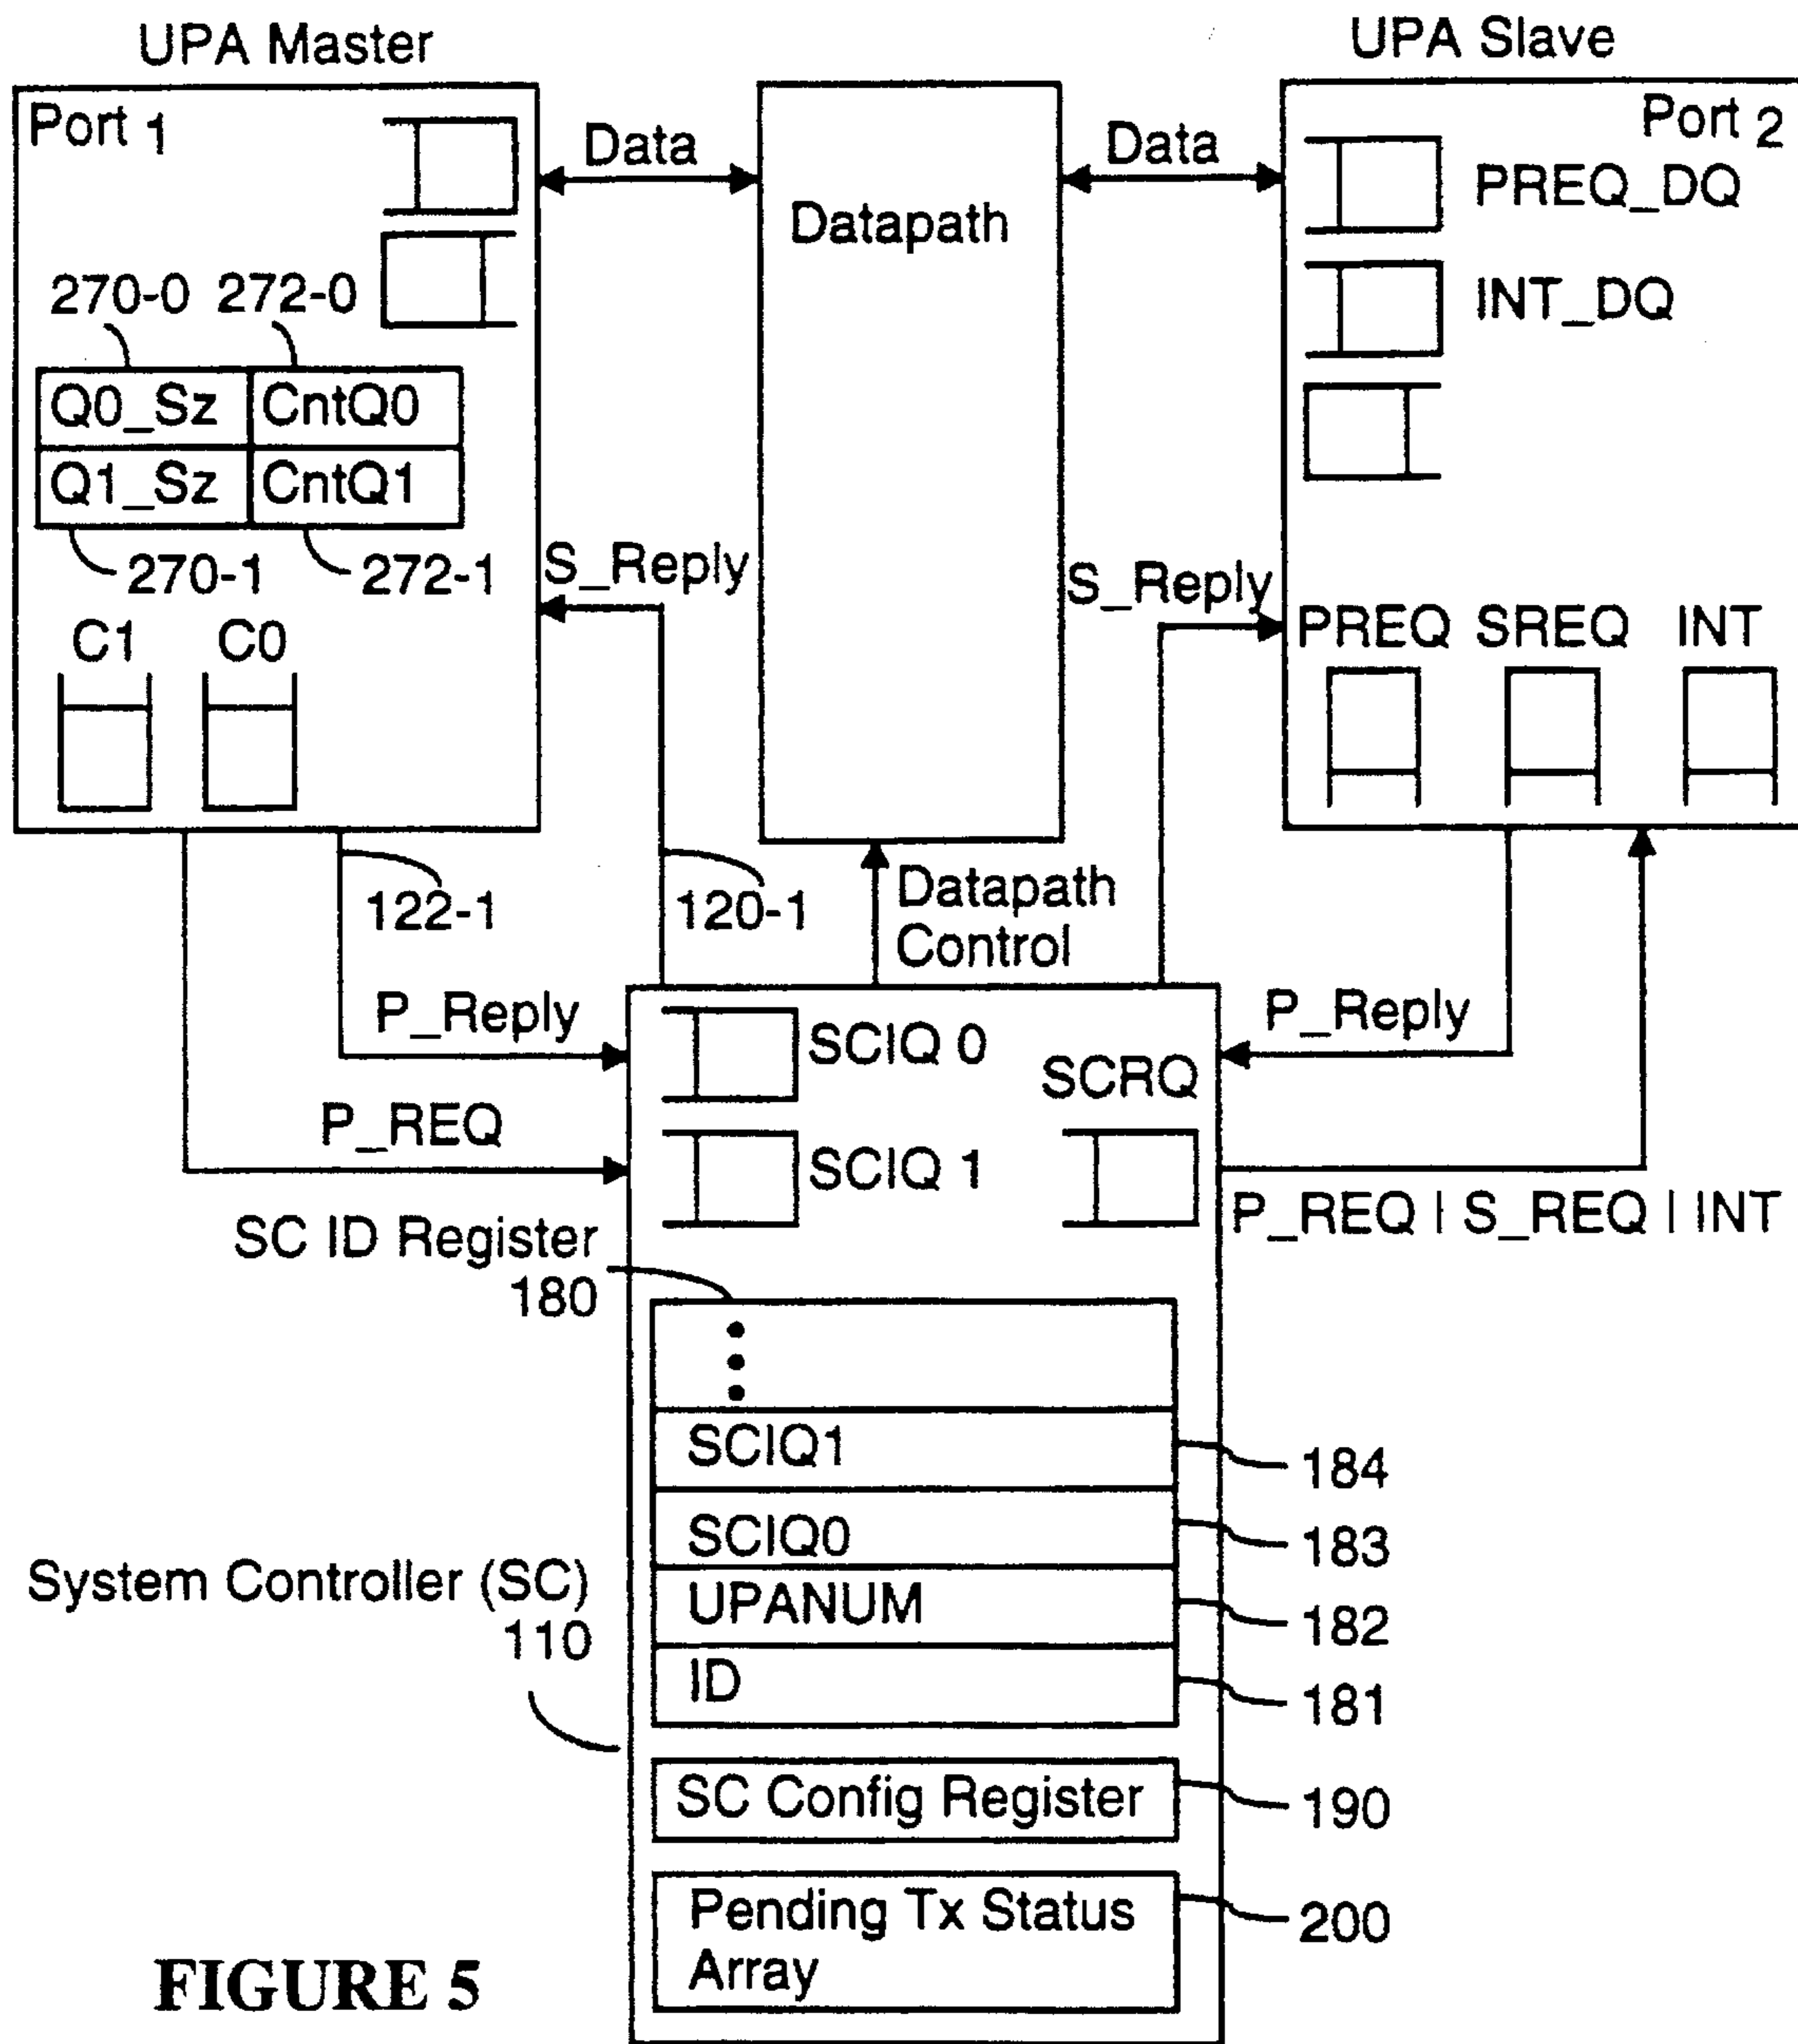 UPA Master
UPA Slave
Port 1
Data
Data
Port 2
Datapath
PREQ_DQ
INT_DQ
270-0
272-0
Q0_Sz
CntQ0
Q1_Sz
CntQ1
270-1
272-1
S_Reply
S_Reply
C1
C0
PREQ
SREQ
INT
122-1
120-1
Datapath
Control
P_Reply
SCIQ 0
P_Reply
SCRQ
P_REQ
SCIQ 1
P_REQ | S_REQ | INT
SC ID Register
180
SCIQ1
184
SCIQ0
183
System Controller (SC)
110
UPANUM
182
ID
181
SC Config Register
190
Pending Tx Status
Array
200
FIGURE 5